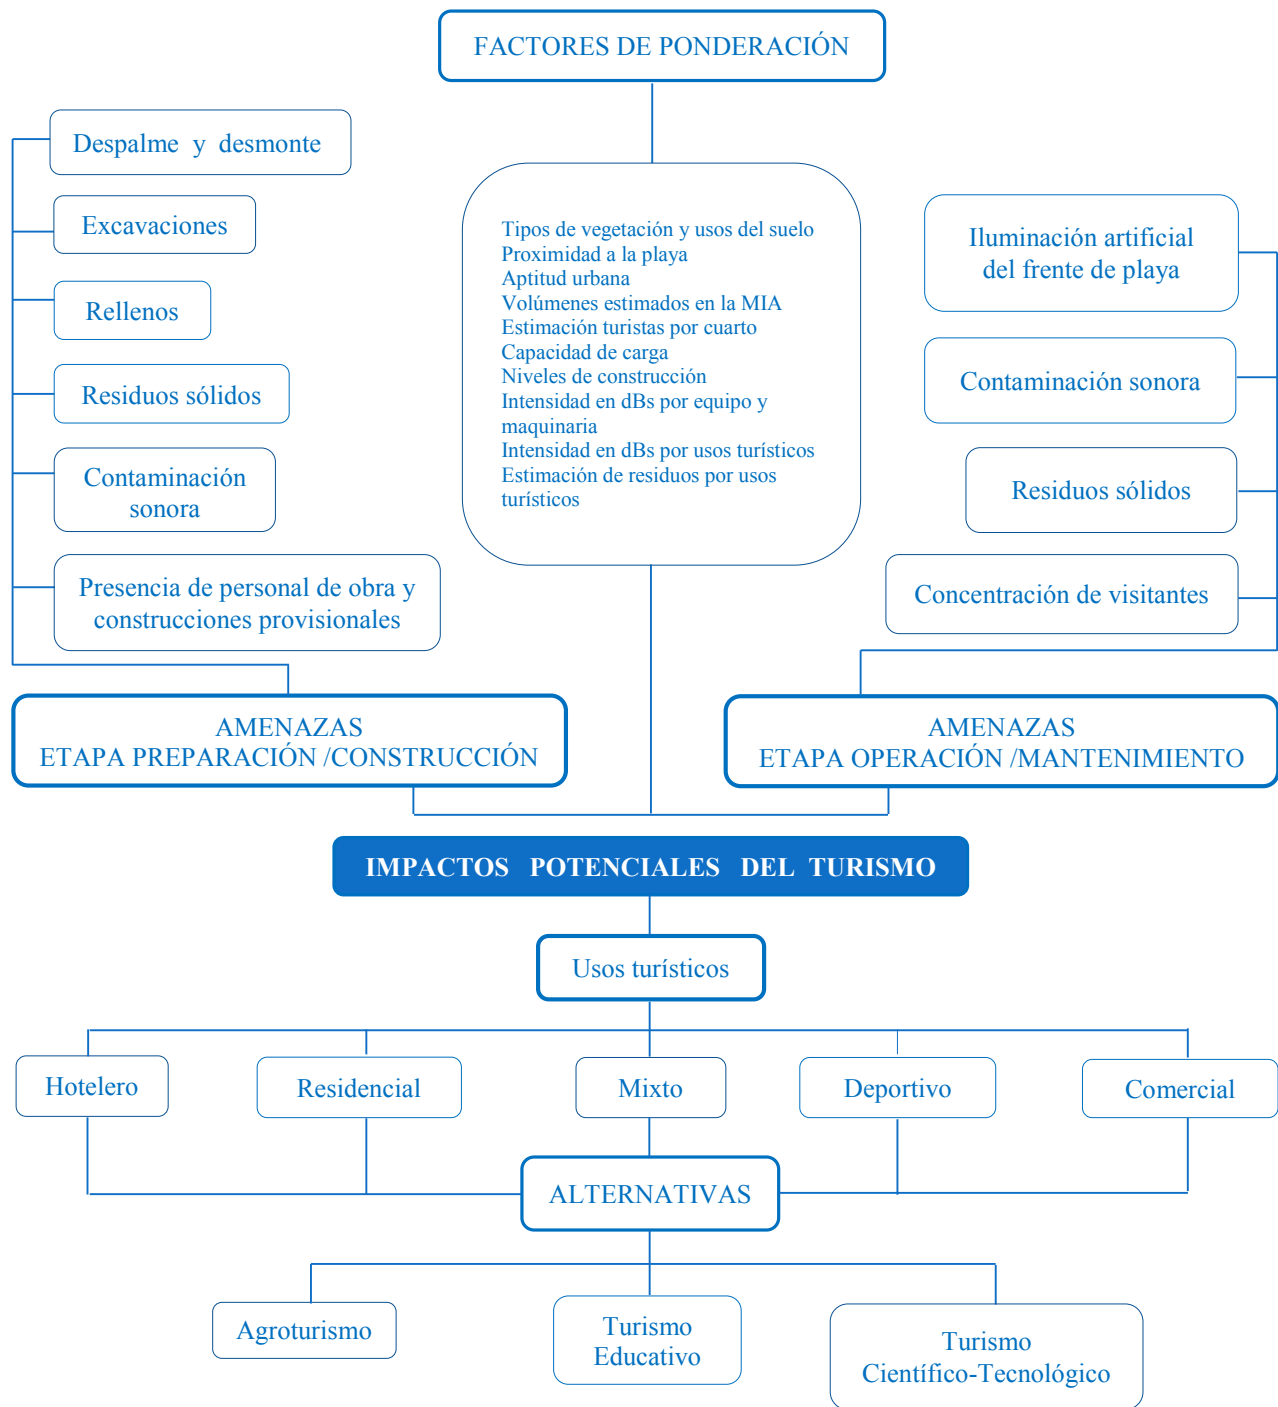 FACTORES DE PONDERACIÓN
Despalme y desmonte
Excavaciones
Rellenos
Residuos sólidos
Contaminación
sonora
Presencia de personal de obra y
construcciones provisionales
Tipos de vegetación y usos del suelo
Proximidad a la playa
Aptitud urbana
Volúmenes estimados en la MIA
Estimación turistas por cuarto
Capacidad de carga
Niveles de construcción
Intensidad en dBs por equipo y
maquinaria
Intensidad en dBs por usos turísticos
Estimación de residuos por usos
turísticos
Iluminación artificial
del frente de playa
Contaminación sonora
Residuos sólidos
Concentración de visitantes
AMENAZAS
ETAPA PREPARACIÓN /CONSTRUCCIÓN
AMENAZAS
ETAPA OPERACIÓN /MANTENIMIENTO
IMPACTOS POTENCIALES DEL TURISMO
Usos turísticos
Hotelero
Residencial
Mixto
Deportivo
Comercial
ALTERNATIVAS
Agroturismo
Turismo
Educativo
Turismo
Científico-Tecnológico